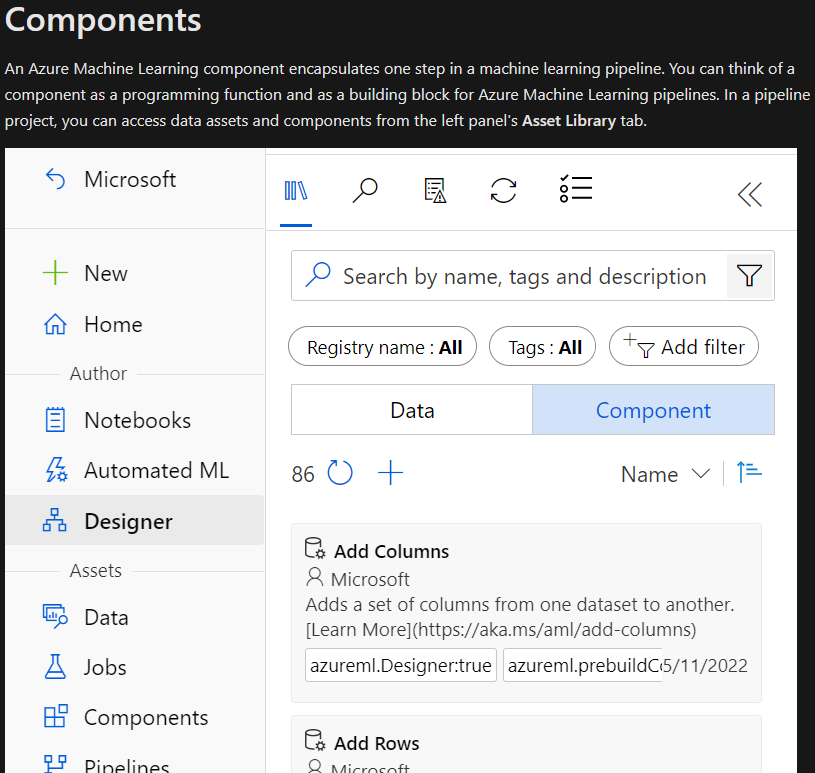 Components
An Azure Machine Learning component encapsulates one step in a machine learning pipeline. You can think of a
component as a programming function and as a building block for Azure Machine Learning pipelines. In a pipeline
project, you can access data assets and components from the left panel's Asset Library tab.
Microsoft
New
Home
Author
Notebooks
Automated ML
Designer
Assets
Data
Jobs
Components
Pipelines
Search by name, tags and description
Registry name : All
Tags : All
Add filter
Data
Component
86
Name
Add Columns
Microsoft
Adds a set of columns from one dataset to another.
[Learn More](https://aka.ms/aml/add-columns)
azureml.Designer:true
azureml.prebuildCo
5/11/2022
Add Rows
Microsoft